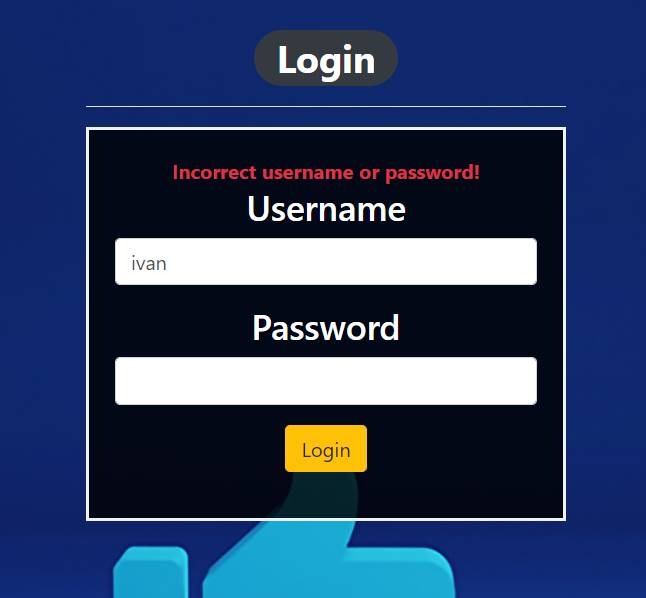 Login
Incorrect username or password!
Username
ivan
Password
Login